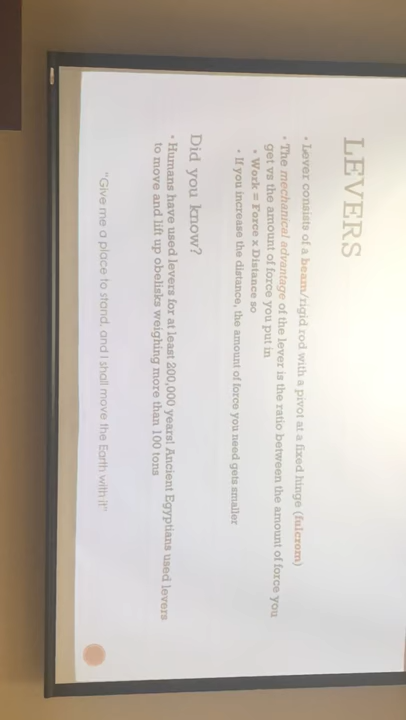 LEVERS
• Lever consists of a beam/rigid rod with a pivot at a fixed hinge (fulcrom)
• The mechanical advantage of the lever is the ratio between the amount of force you
get vs the amount of force you put in
• Work = Force x Distance so
• If you increase the distance, the amount of force you need gets smaller
Did you know?
• Humans have used levers for at least 200,000 years! Ancient Egyptians used levers
to move and lift up obelisks weighing more than 100 tons
"Give me a place to stand, and I shall move the Earth with it"